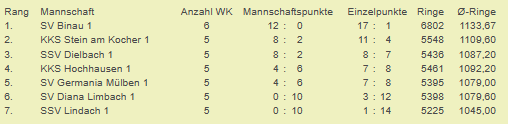 Rang Mannschaft Anzahl WK Mannschaftspunkte Einzelpunkte Ringe Ø-Ringe
1. SV Binau 1 6 12 : 0 17 : 1 6802 1133,67
2. KKS Stein am Kocher 1 5 8 : 2 11 : 4 5548 1109,60
3. SSV Dielbach 1 5 8 : 2 8 : 7 5436 1087,20
4. KKS Hochhausen 1 5 4 : 6 7 : 8 5461 1092,20
5. SV Germania Mülben 1 5 4 : 6 7 : 8 5395 1079,00
6. SV Diana Limbach 1 5 0 : 10 3 : 12 5398 1079,60
7. SSV Lindach 1 5 0 : 10 1 : 14 5225 1045,00